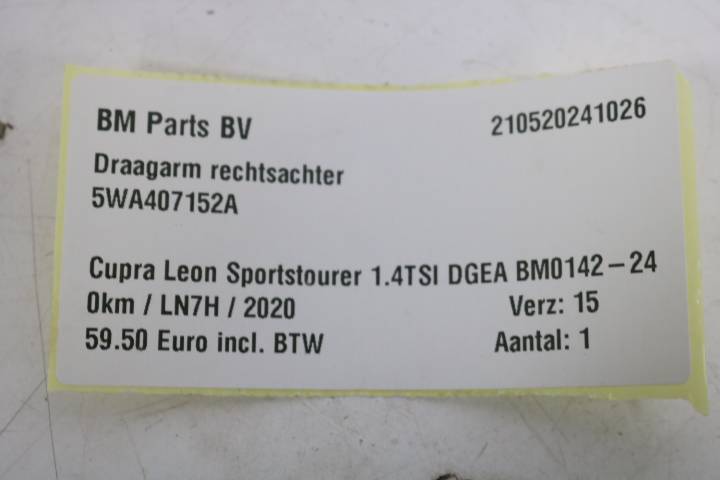 BM Parts BV 210520241026
Draagarm rechtsachter
5WA407152A
Cupra Leon Sportstourer 1.4TSI DGEA BM0142-24
0km / LN7H / 2020 Verz: 15
59.50 Euro incl. BTW Aantal: 1